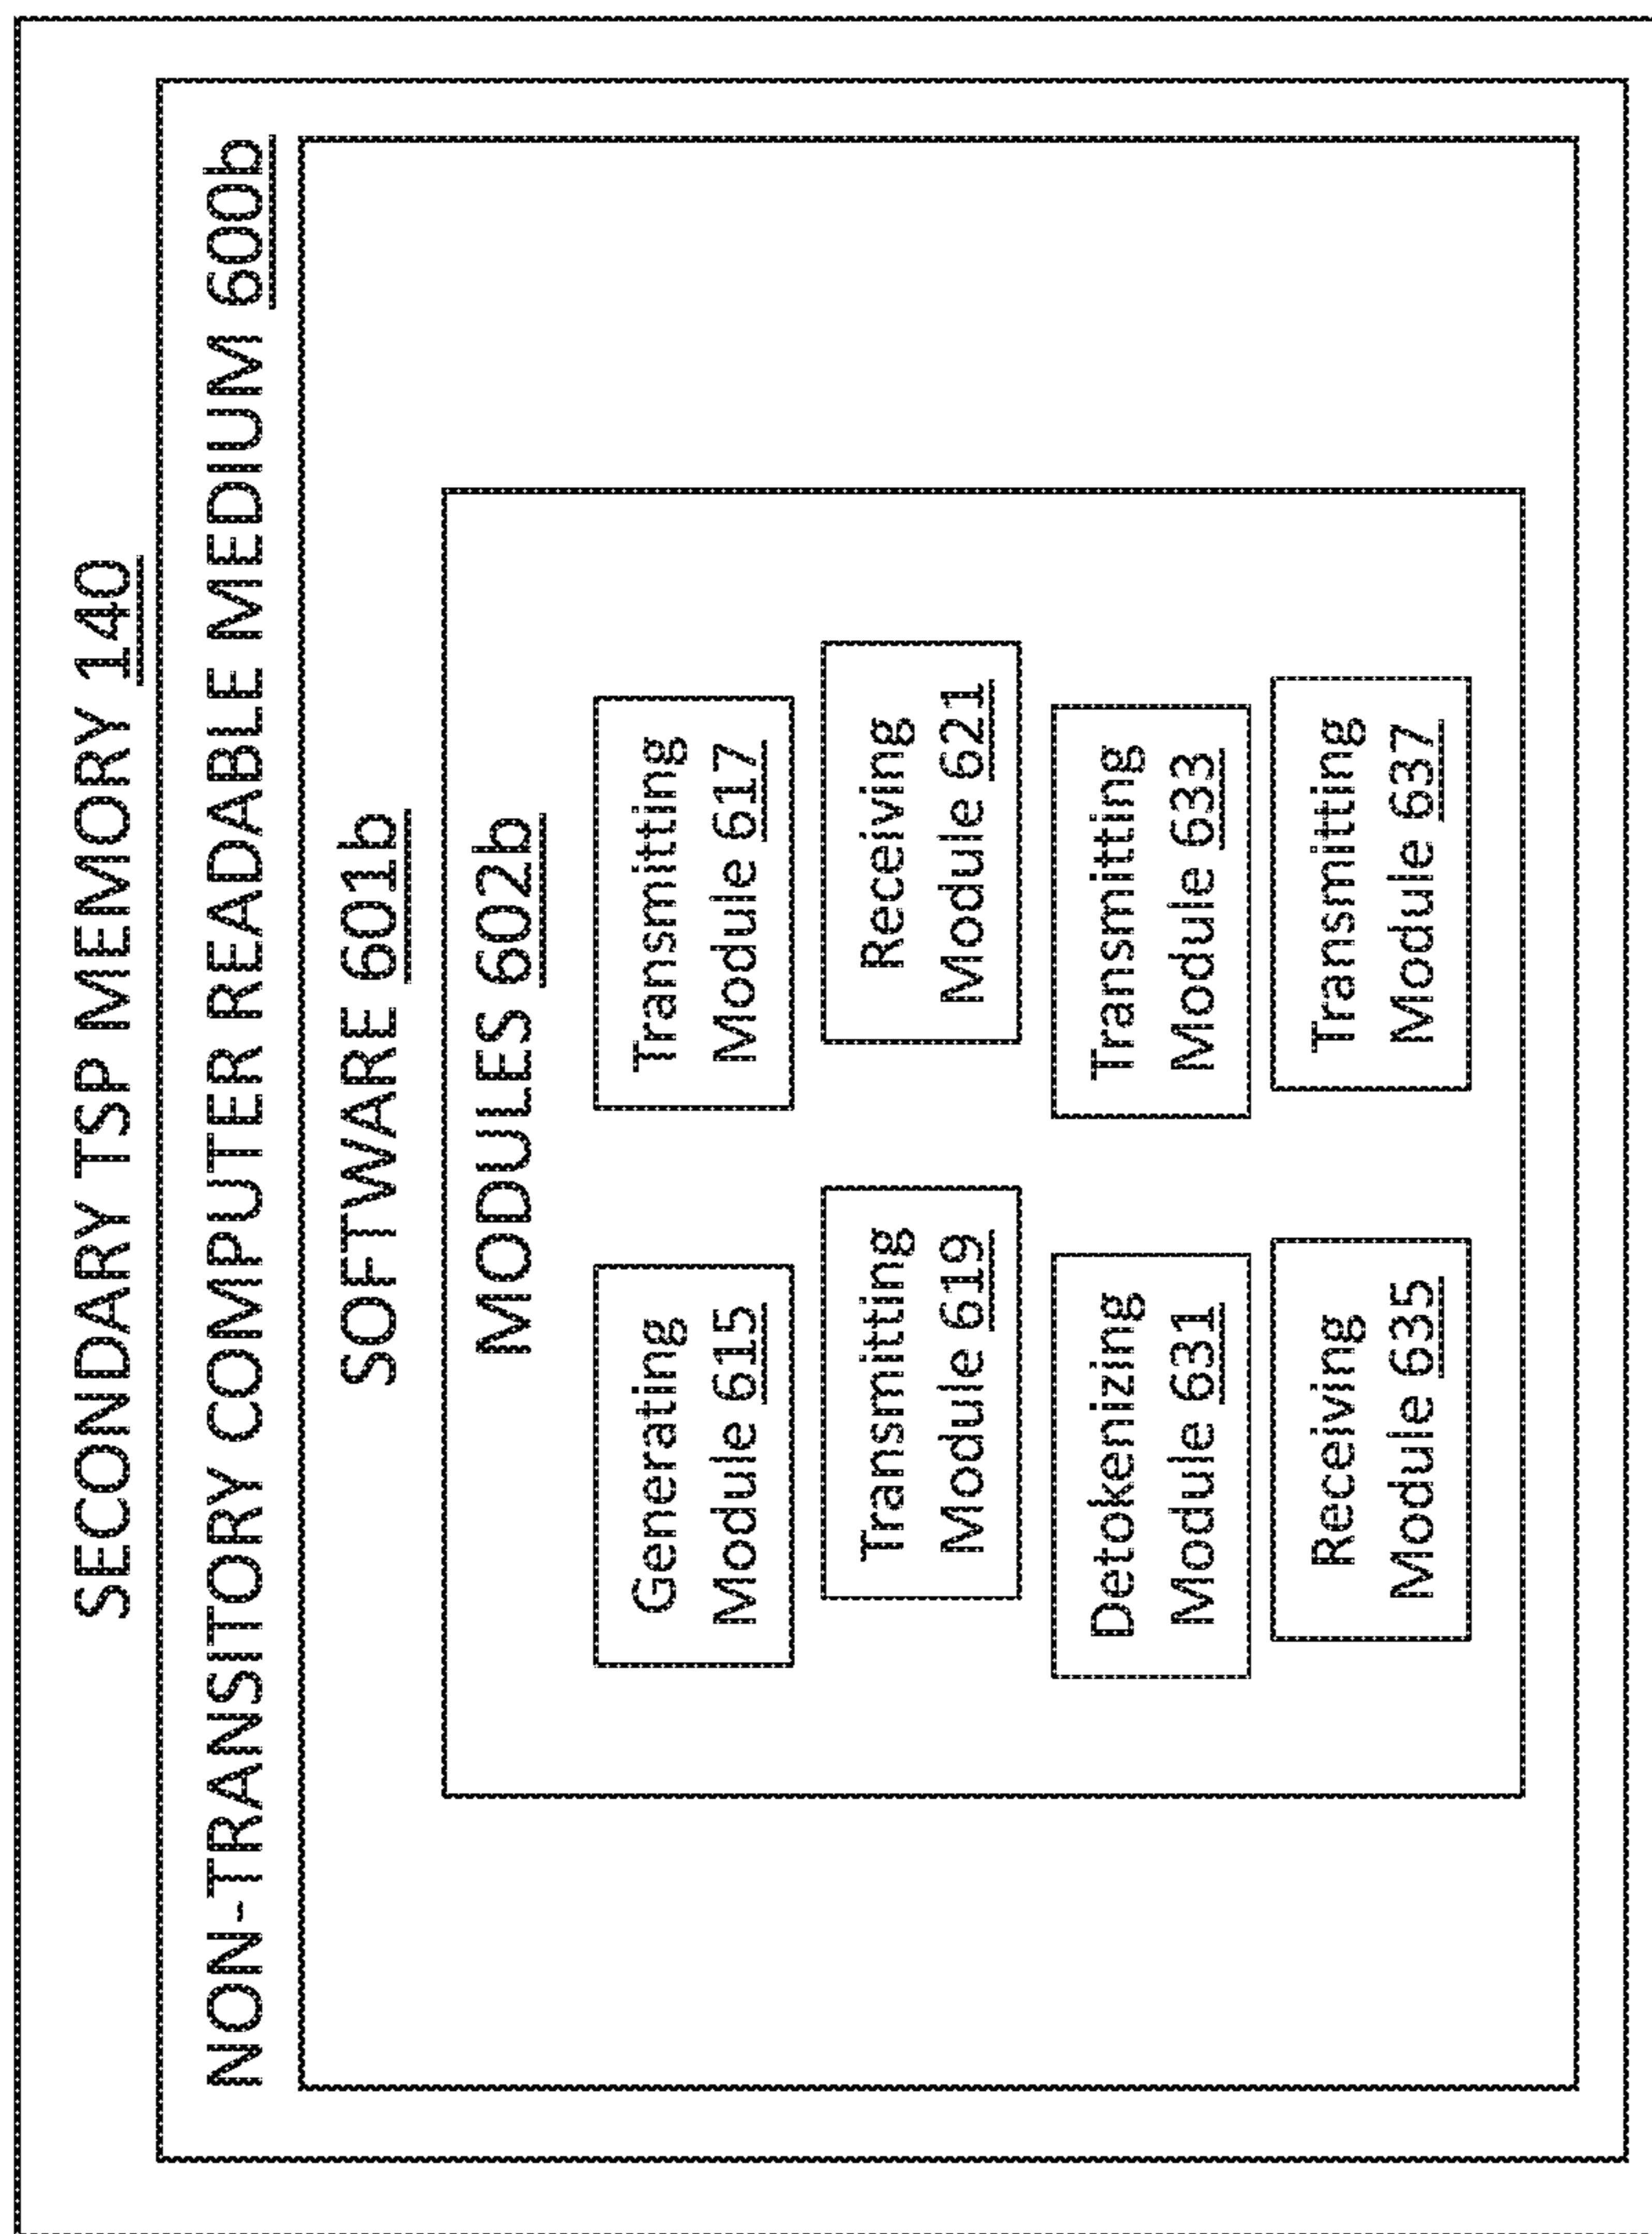 SECONDARY TSP MEMORY 140
NON-TRANSITORY COMPUTER READABLE MEDIUM 600b
SOFTWARE 601b
MODULES 602b
Generating
Module 615
Transmitting
Module 617
Transmitting
Module 619
Receiving
Module 621
Detokenizing
Module 631
Transmitting
Module 633
Receiving
Module 635
Transmitting
Module 637